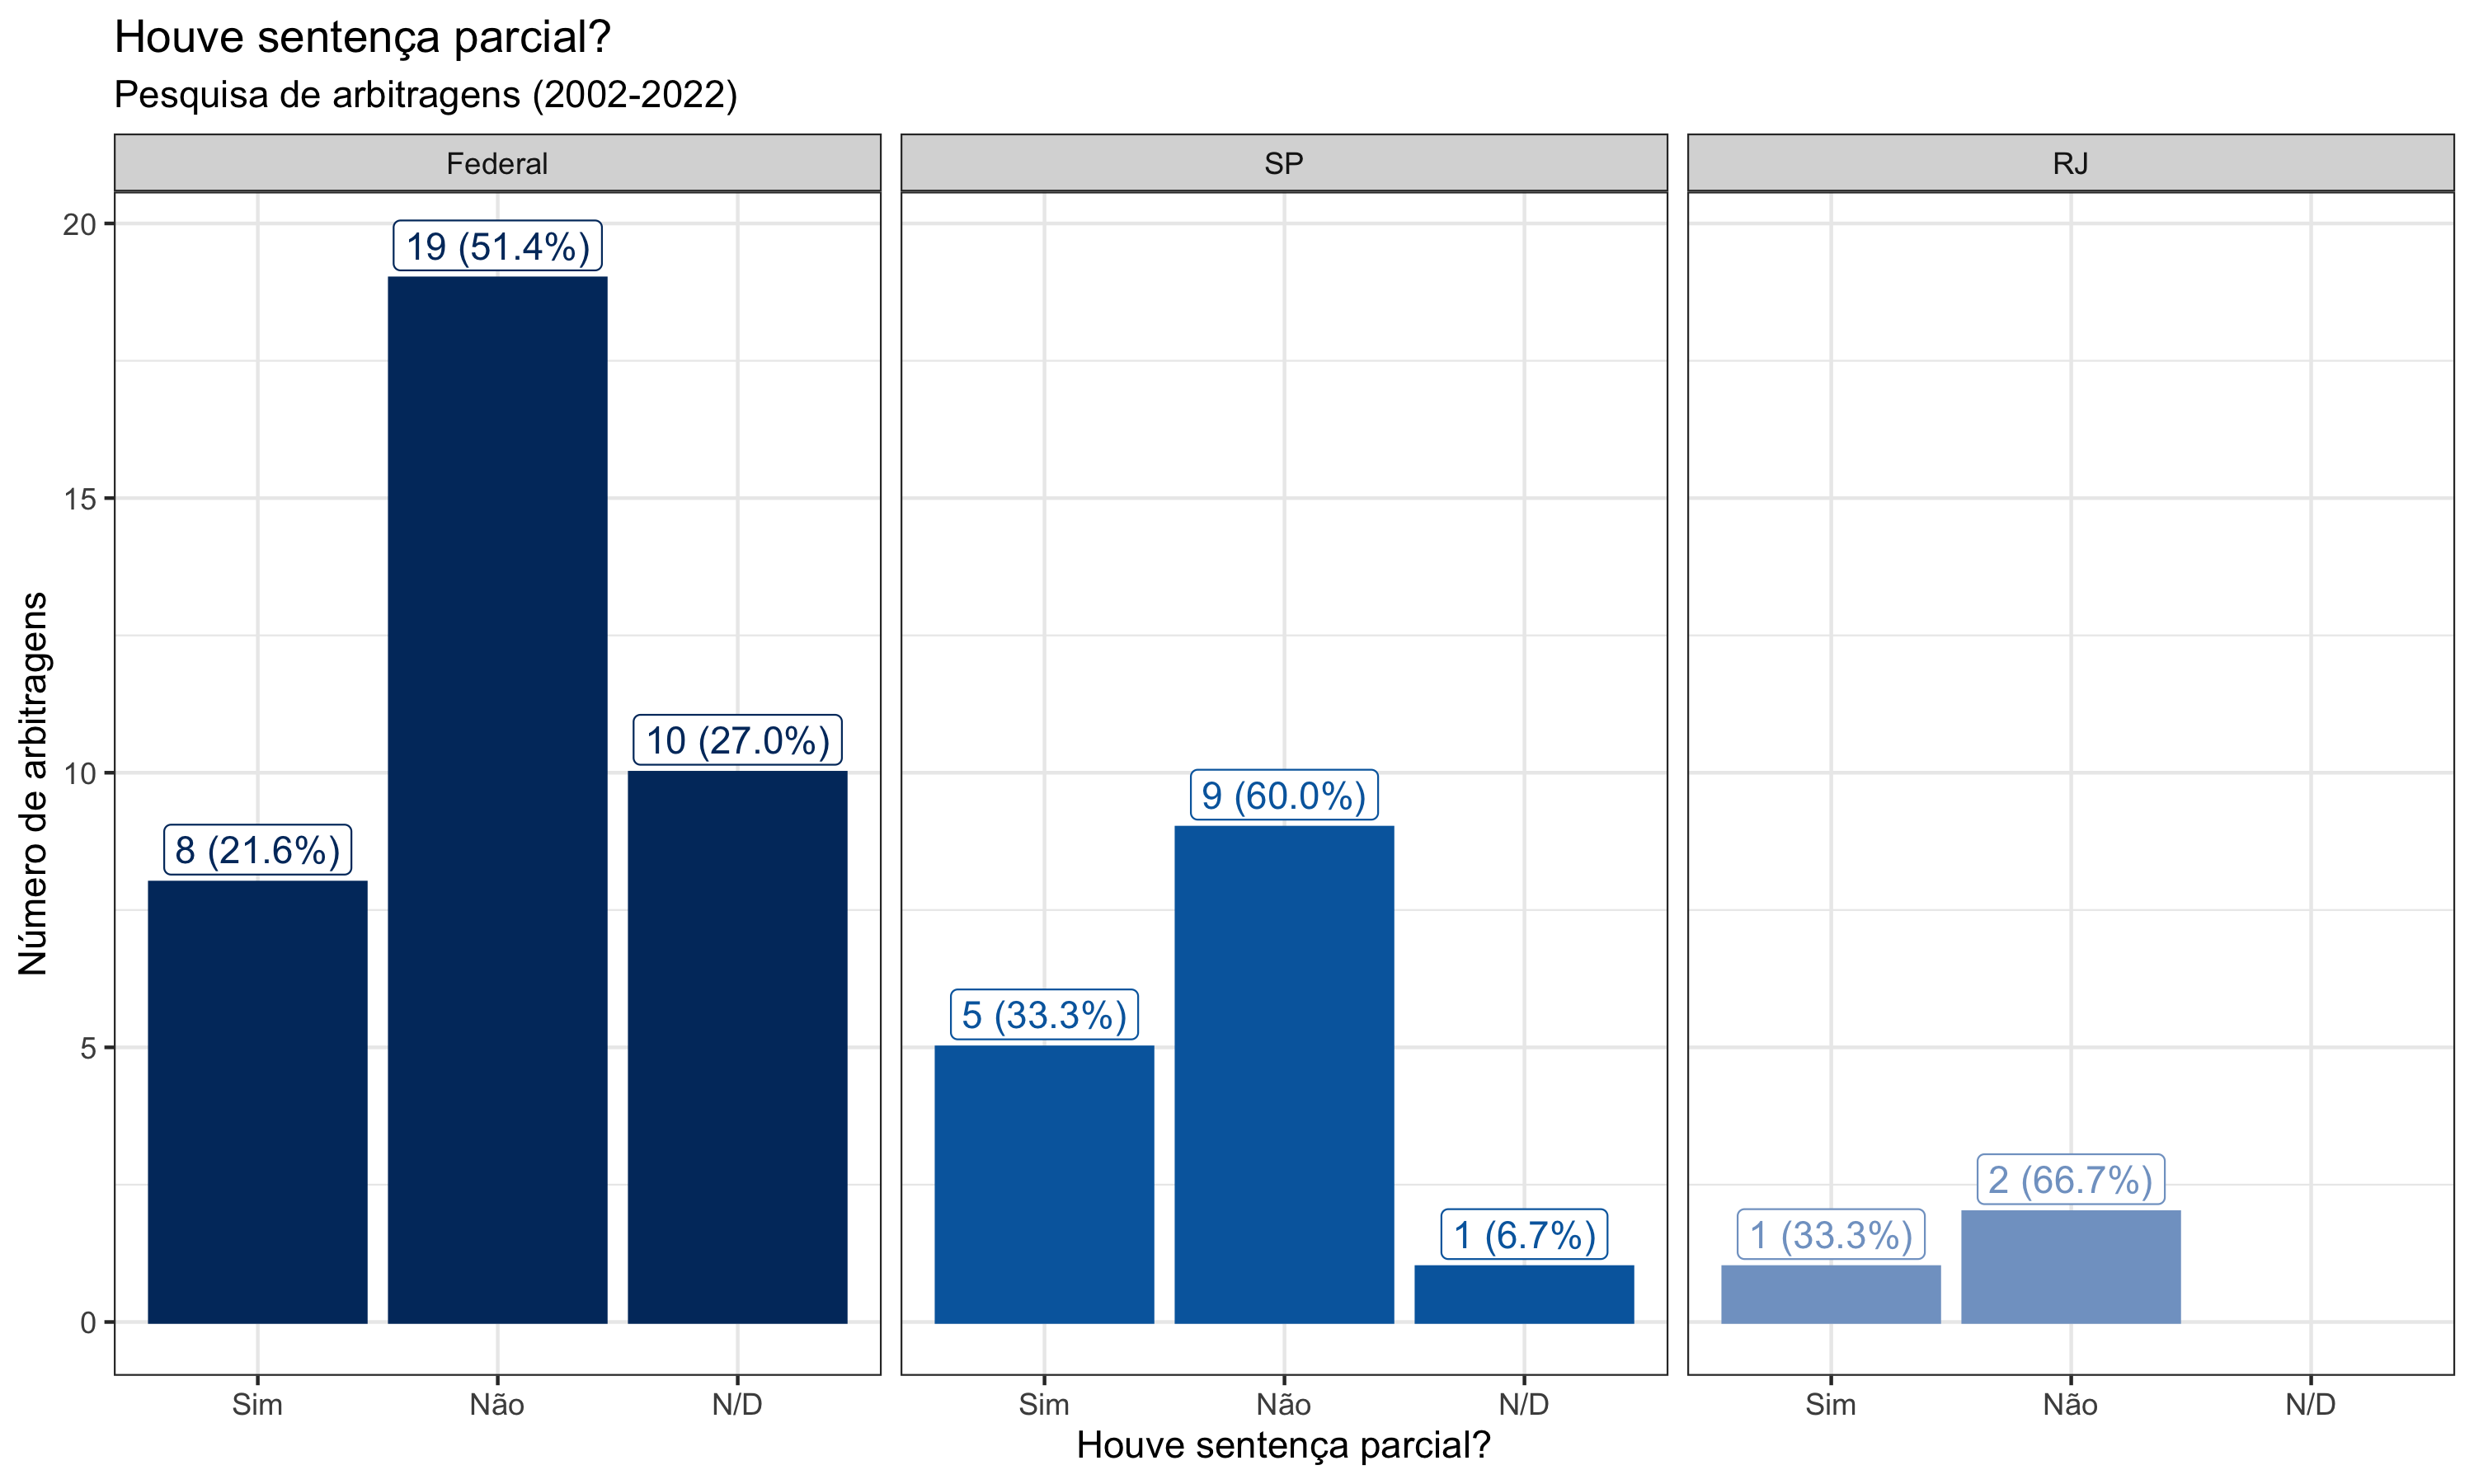 Houve sentença parcial?
Pesquisa de arbitragens (2002-2022)
Federal
SP
RJ
Número de arbitragens
20
15
10
5
0
8 (21.6%)
19 (51.4%)
10 (27.0%)
5 (33.3%)
9 (60.0%)
1 (6.7%)
1 (33.3%)
2 (66.7%)
Sim
Não
N/D
Sim
Não
N/D
Sim
Não
N/D
Houve sentença parcial?